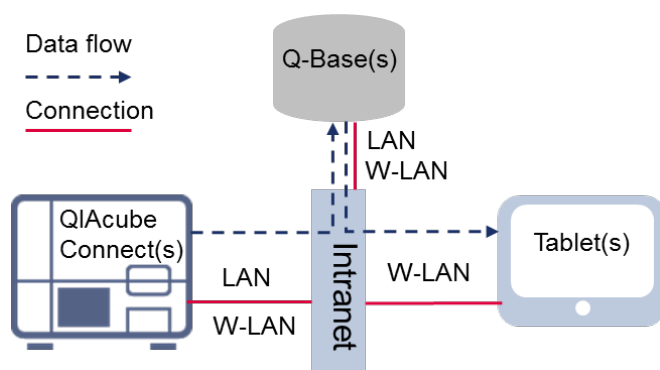 Data flow
Connection
Q-Base(s)
LAN
W-LAN
QIAcube
Connect(s)
LAN
W-LAN
Intranet
W-LAN
Tablet(s)